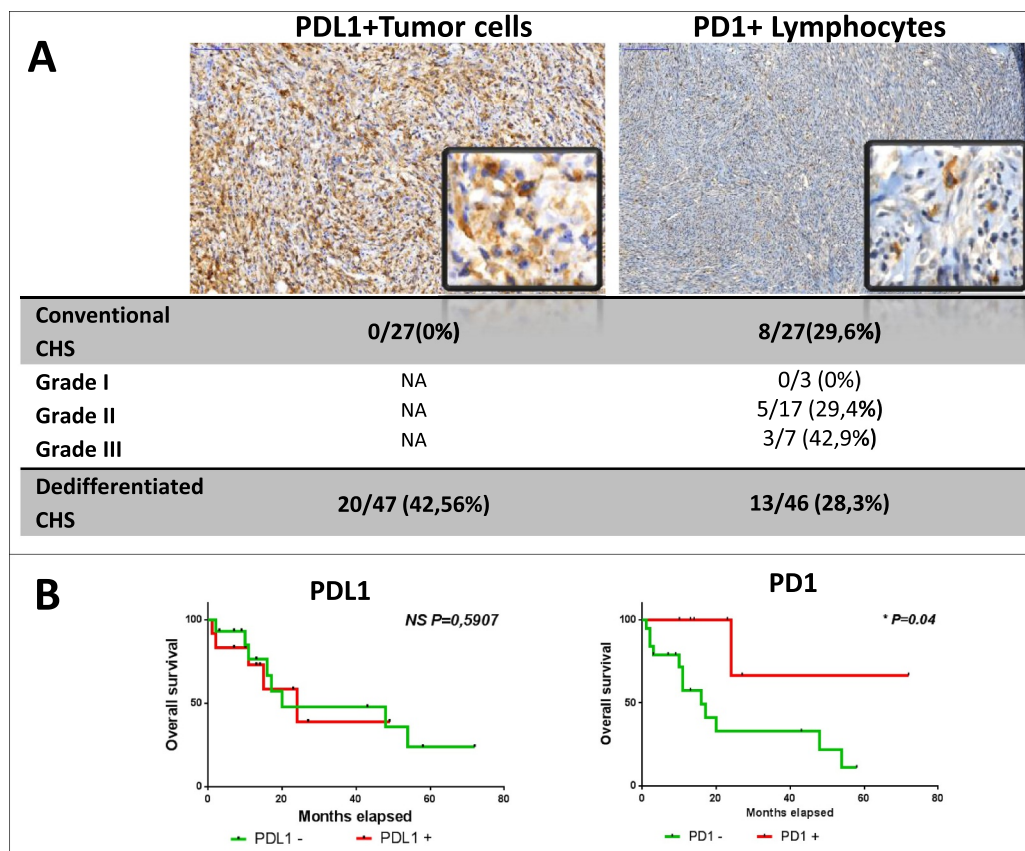 A
PDL1+Tumor cells
PD1+ Lymphocytes
Conventional CHS
0/27(0%)
8/27(29,6%)
Grade I
NA
0/3 (0%)
Grade II
NA
5/17 (29,4%)
Grade III
NA
3/7 (42,9%)
Dedifferentiated CHS
20/47 (42,56%)
13/46 (28,3%)
B
PDL1
NS P=0,5907
Overall survival
100
50
0
0 20 40 60 80
Months elapsed
PDL1 - PDL1 +
PD1
* P=0.04
Overall survival
100
50
0
0 20 40 60 80
Months elapsed
PD1 - PD1 +